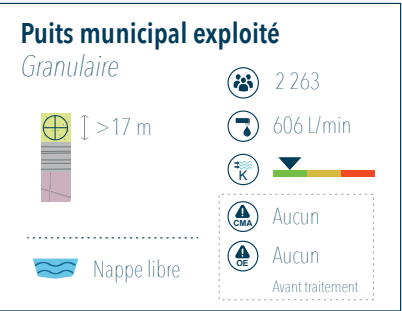 Puits municipal exploité
Granulaire
>17 m
Nappe libre
2 263
606 L/min
K
CMA
Aucun
OE
Aucun
Avant traitement